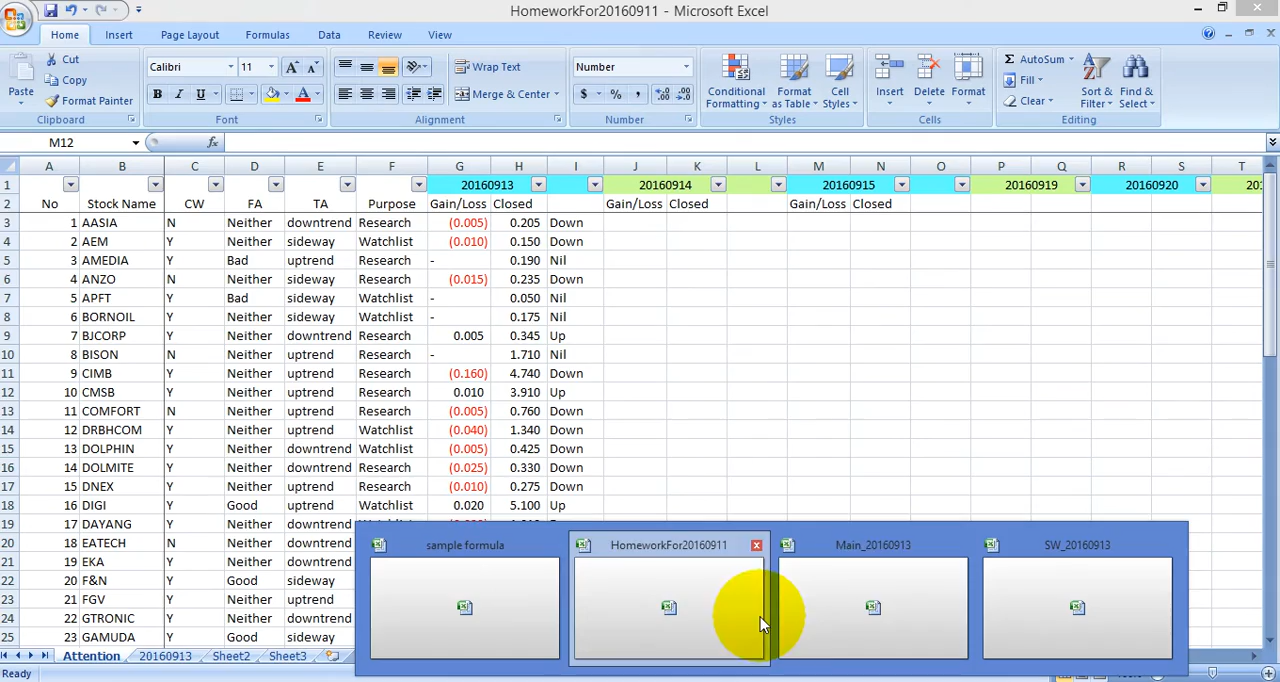 HomeworkFor20160911 - Microsoft Excel
Home Insert Page Layout Formulas Data Review View
Cut
Copy
Format Painter
Paste
Calibri 11
Wrap Text
Merge & Center
Number
Conditional Formatting
Format as Table
Cell Styles
Insert Delete Format
AutoSum
Fill
Clear
Sort & Filter
Find & Select
Clipboard Font Alignment Number Styles Cells Editing
M12 fx
A B C D E F G H I J K L M N O P Q R S T
1 20160913 20160914 20160915 20160919 20160920
2 No Stock Name CW FA TA Purpose Gain/Loss Closed Gain/Loss Closed Gain/Loss Closed
3 1 AASIA N Neither downtrend Research (0.005) 0.205 Down
4 2 AEM Y Neither sideway Watchlist (0.010) 0.150 Down
5 3 AMEDIA Y Bad uptrend Research - 0.190 Nil
6 4 ANZO N Neither sideway Research (0.015) 0.235 Down
7 5 APFT Y Bad sideway Watchlist - 0.050 Nil
8 6 BORNOIL Y Neither sideway Watchlist - 0.175 Nil
9 7 BJCORP Y Neither downtrend Research 0.005 0.345 Up
10 8 BISON N Neither uptrend Research - 1.710 Nil
11 9 CIMB Y Neither uptrend Research (0.160) 4.740 Down
12 10 CMSB Y Neither uptrend Watchlist 0.010 3.910 Up
13 11 COMFORT N Neither uptrend Research (0.005) 0.760 Down
14 12 DRBHCOM Y Neither uptrend Watchlist (0.040) 1.340 Down
15 13 DOLPHIN Y Neither downtrend Watchlist (0.005) 0.425 Down
16 14 DOLMITE Y Neither downtrend Research (0.025) 0.330 Down
17 15 DNEX Y Neither uptrend Research (0.010) 0.275 Down
18 16 DIGI Y Good uptrend Watchlist 0.020 5.100 Up
19 17 DAYANG Y Neither downtrend
20 18 EATECH N Neither downtrend
21 19 EKA Y Neither downtrend
22 20 F&N Y Good sideway
23 21 FGV Y Neither uptrend
24 22 GTRONIC Y Neither downtrend
25 23 GAMUDA Y Good sideway
sample formula HomeworkFor20160911 Main_20160913 SW_20160913
Attention 20160913 Sheet2 Sheet3
Ready